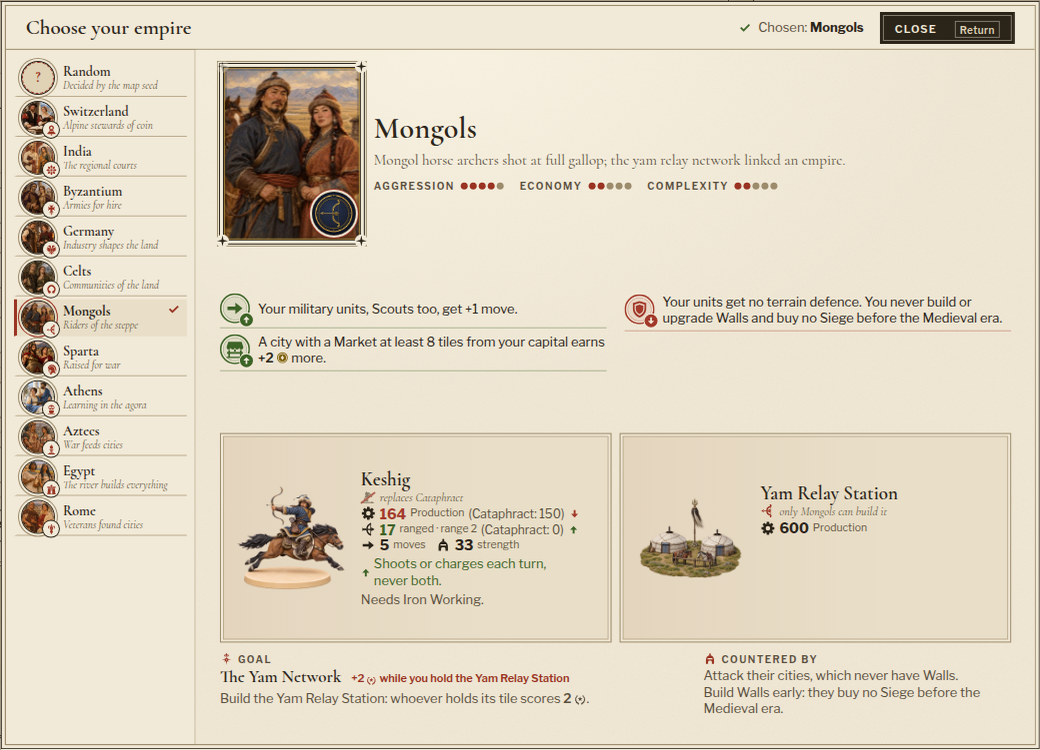 Choose your empire
Chosen: Mongols
CLOSE Return
?
Random
Decided by the map seed
Switzerland
Alpine stewards of coin
India
The regional courts
Byzantium
Armies for hire
Germany
Industry shapes the land
Celts
Communities of the land
Mongols
Riders of the steppe
Sparta
Raised for war
Athens
Learning in the agora
Aztecs
War feeds cities
Egypt
The river builds everything
Rome
Veterans found cities
Mongols
Mongol horse archers shot at full gallop; the yam relay network linked an empire.
AGGRESSION ECONOMY COMPLEXITY
Your military units, Scouts too, get +1 move.
A city with a Market at least 8 tiles from your capital earns
+2 more.
Your units get no terrain defence. You never build or
upgrade Walls and buy no Siege before the Medieval era.
Keshig
replaces Cataphract
164 Production (Cataphract: 150)
17 ranged · range 2 (Cataphract: 0)
5 moves 33 strength
Shoots or charges each turn,
never both.
Needs Iron Working.
Yam Relay Station
only Mongols can build it
600 Production
GOAL
The Yam Network +2 while you hold the Yam Relay Station
Build the Yam Relay Station: whoever holds its tile scores 2 .
COUNTERED BY
Attack their cities, which never have Walls.
Build Walls early: they buy no Siege before the
Medieval era.